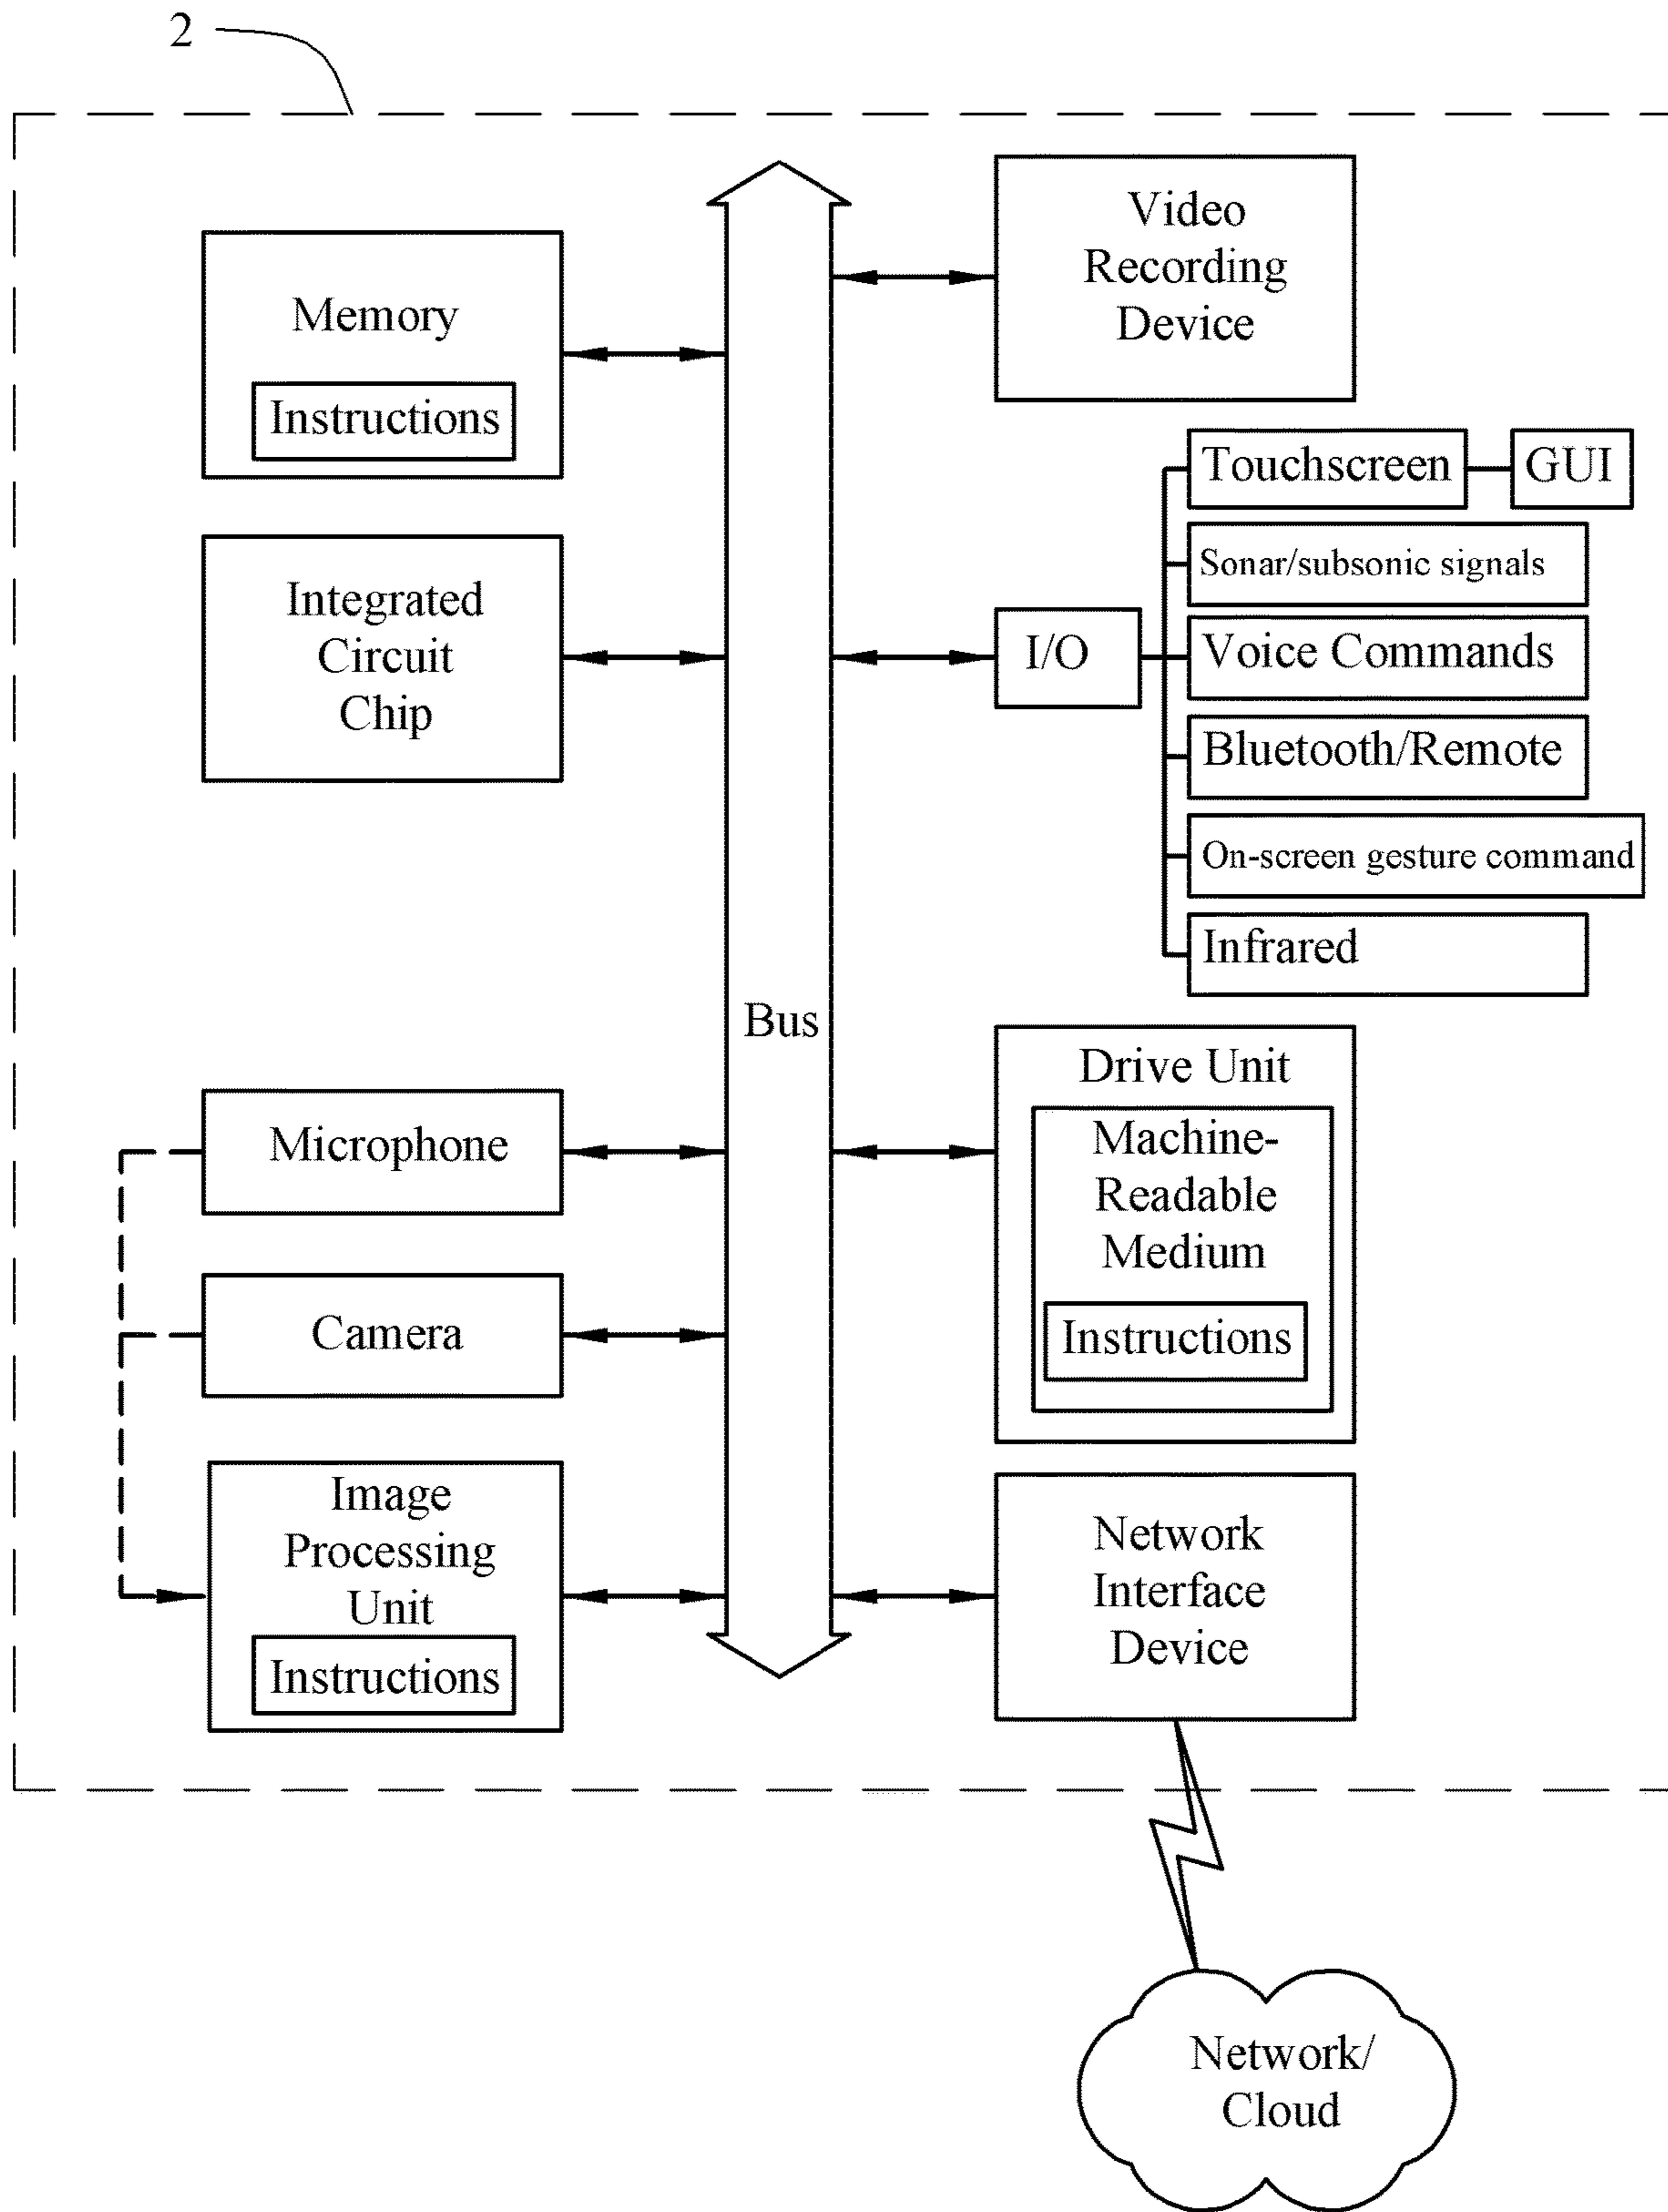 2
Memory
Instructions
Integrated
Circuit
Chip
Microphone
Camera
Image
Processing
Unit
Instructions
Bus
Video
Recording
Device
I/O
Touchscreen
GUI
Sonar/subsonic signals
Voice Commands
Bluetooth/Remote
On-screen gesture command
Infrared
Drive Unit
Machine-
Readable
Medium
Instructions
Network
Interface
Device
Network/
Cloud